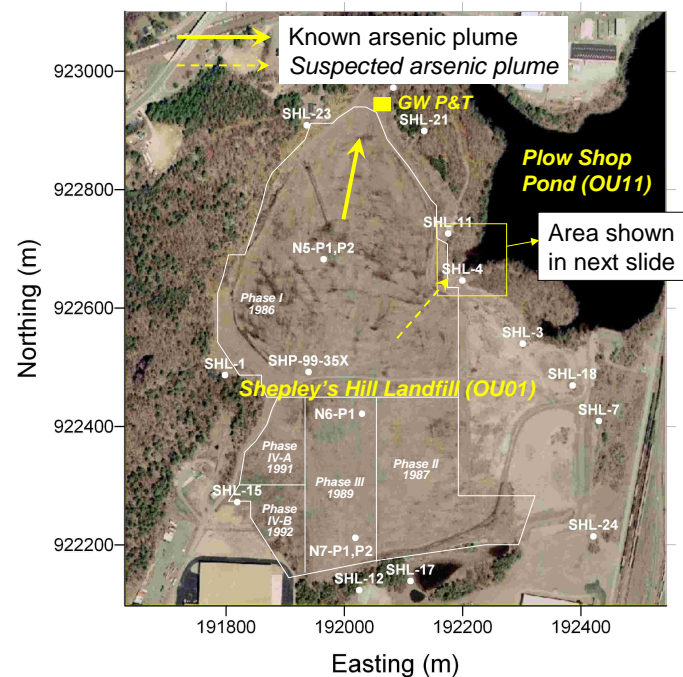 Known arsenic plume
Suspected arsenic plume
GW P&T
SHL-23
SHL-21
Plow Shop
Pond (OU11)
SHL-11
Area shown
in next slide
N5-P1,P2
SHL-4
Phase I
1986
SHL-3
SHL-1
SHP-99-35X
SHL-18
Shepley's Hill Landfill (OU01)
N6-P1
SHL-7
Phase
IV-A
1991
Phase III
1989
Phase II
1987
SHL-15
Phase
IV-B
1992
N7-P1,P2
SHL-24
SHL-12
SHL-17
923000
922800
922600
922400
922200
Northing (m)
191800
192000
192200
192400
Easting (m)